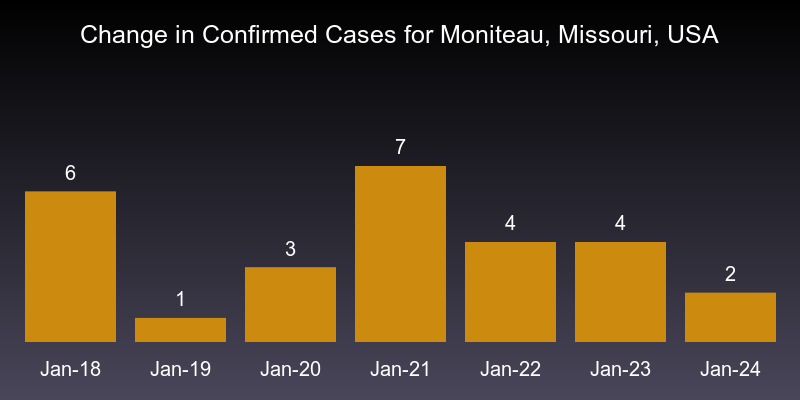 Change in Confirmed Cases for Moniteau, Missouri, USA
6
1
3
7
4
4
2
Jan-18
Jan-19
Jan-20
Jan-21
Jan-22
Jan-23
Jan-24